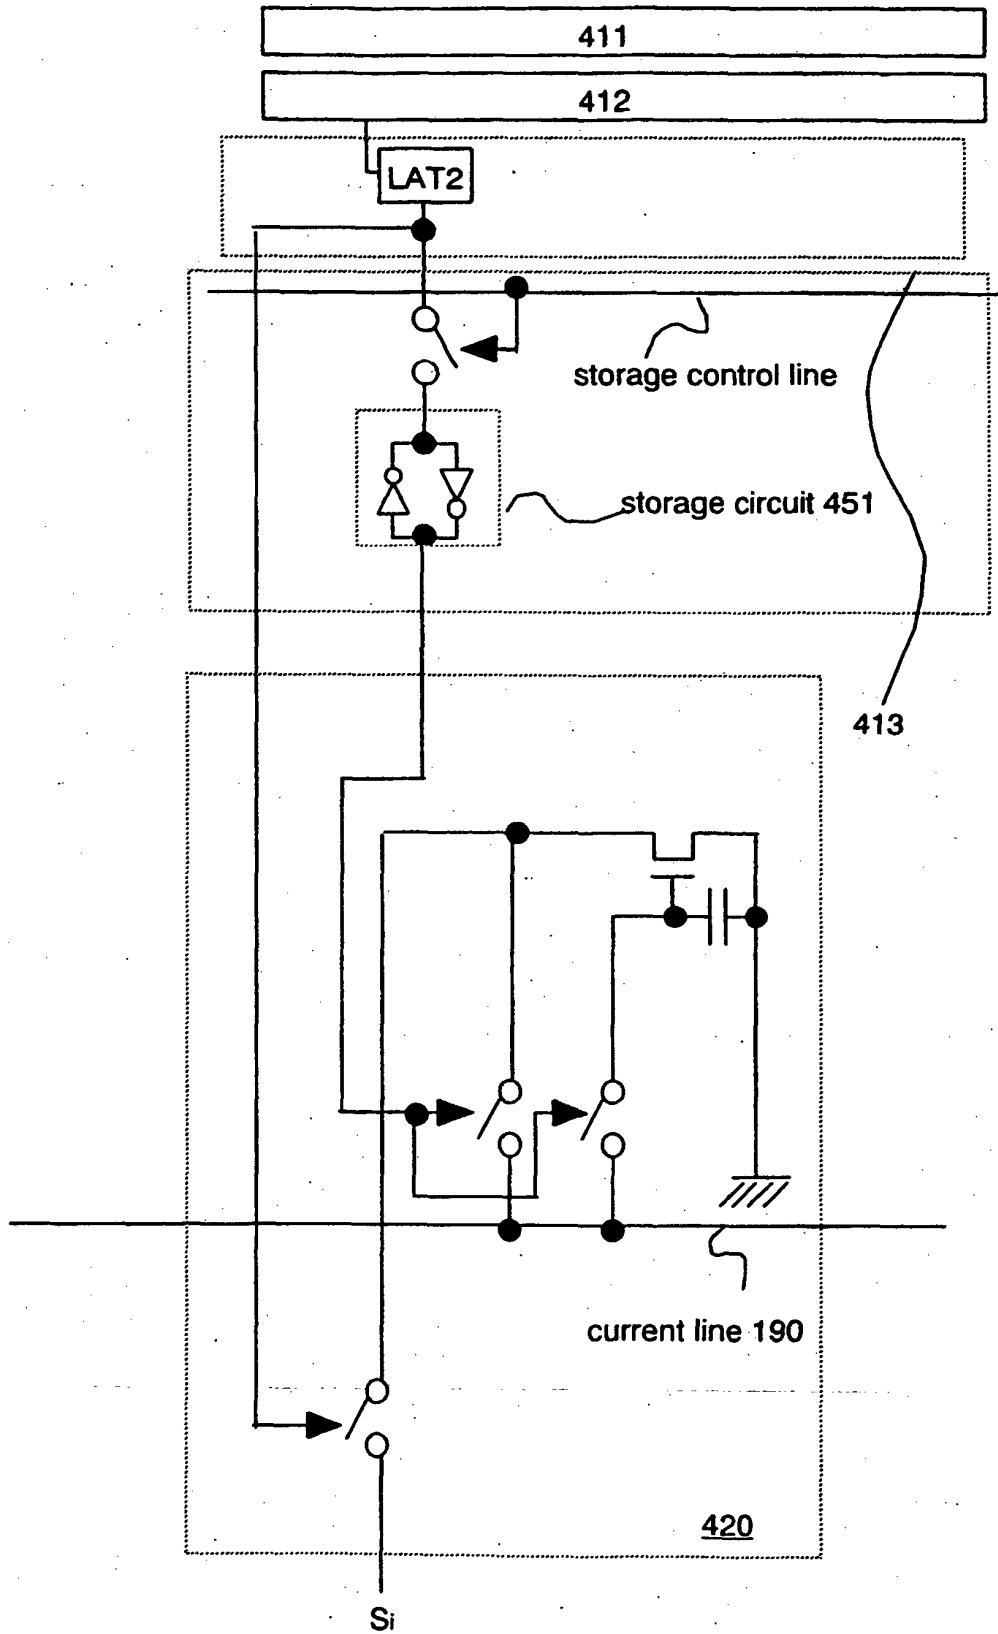 411
412
LAT2
storage control line
storage circuit 451
413
current line 190
420
Si